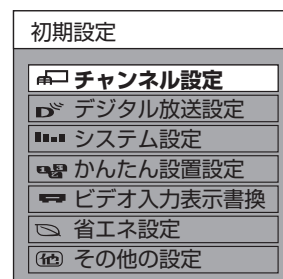 初期設定
チャンネル設定
デジタル放送設定
システム設定
かんたん設置設定
ビデオ入力表示書換
省エネ設定
その他の設定